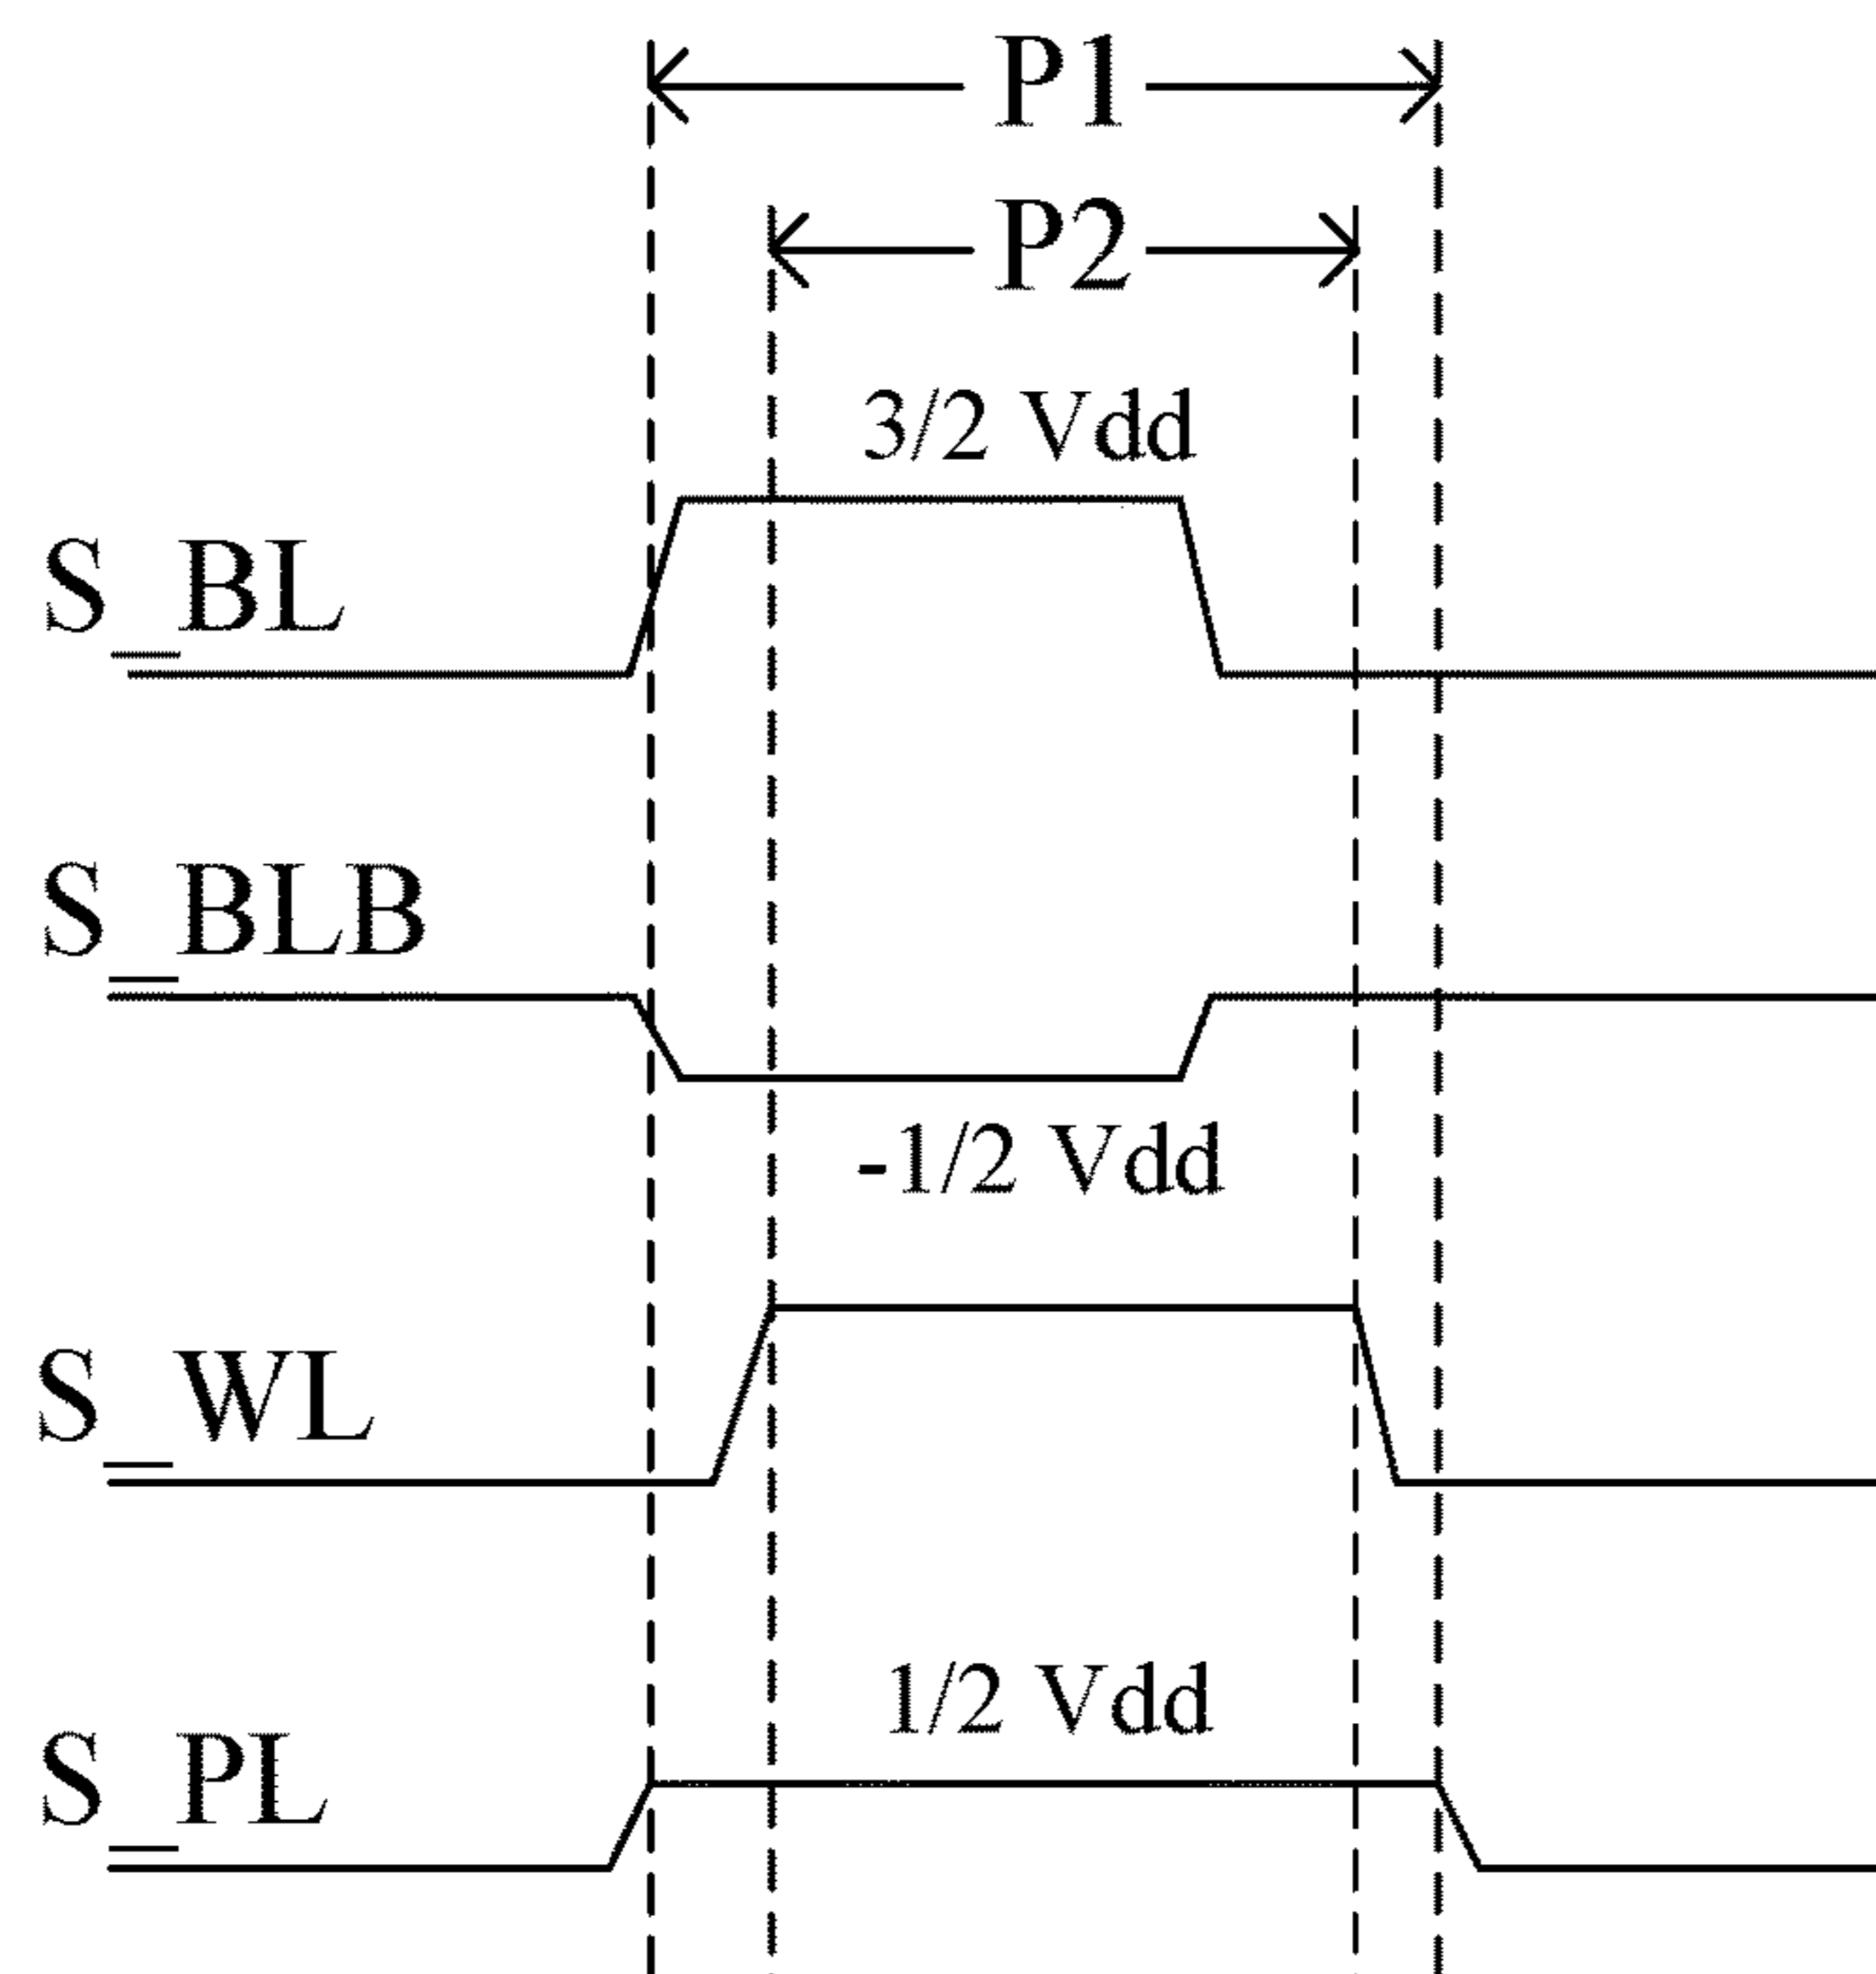 P1
P2
3/2 Vdd
S_BL
S_BLB
-1/2 Vdd
S_WL
1/2 Vdd
S_PL